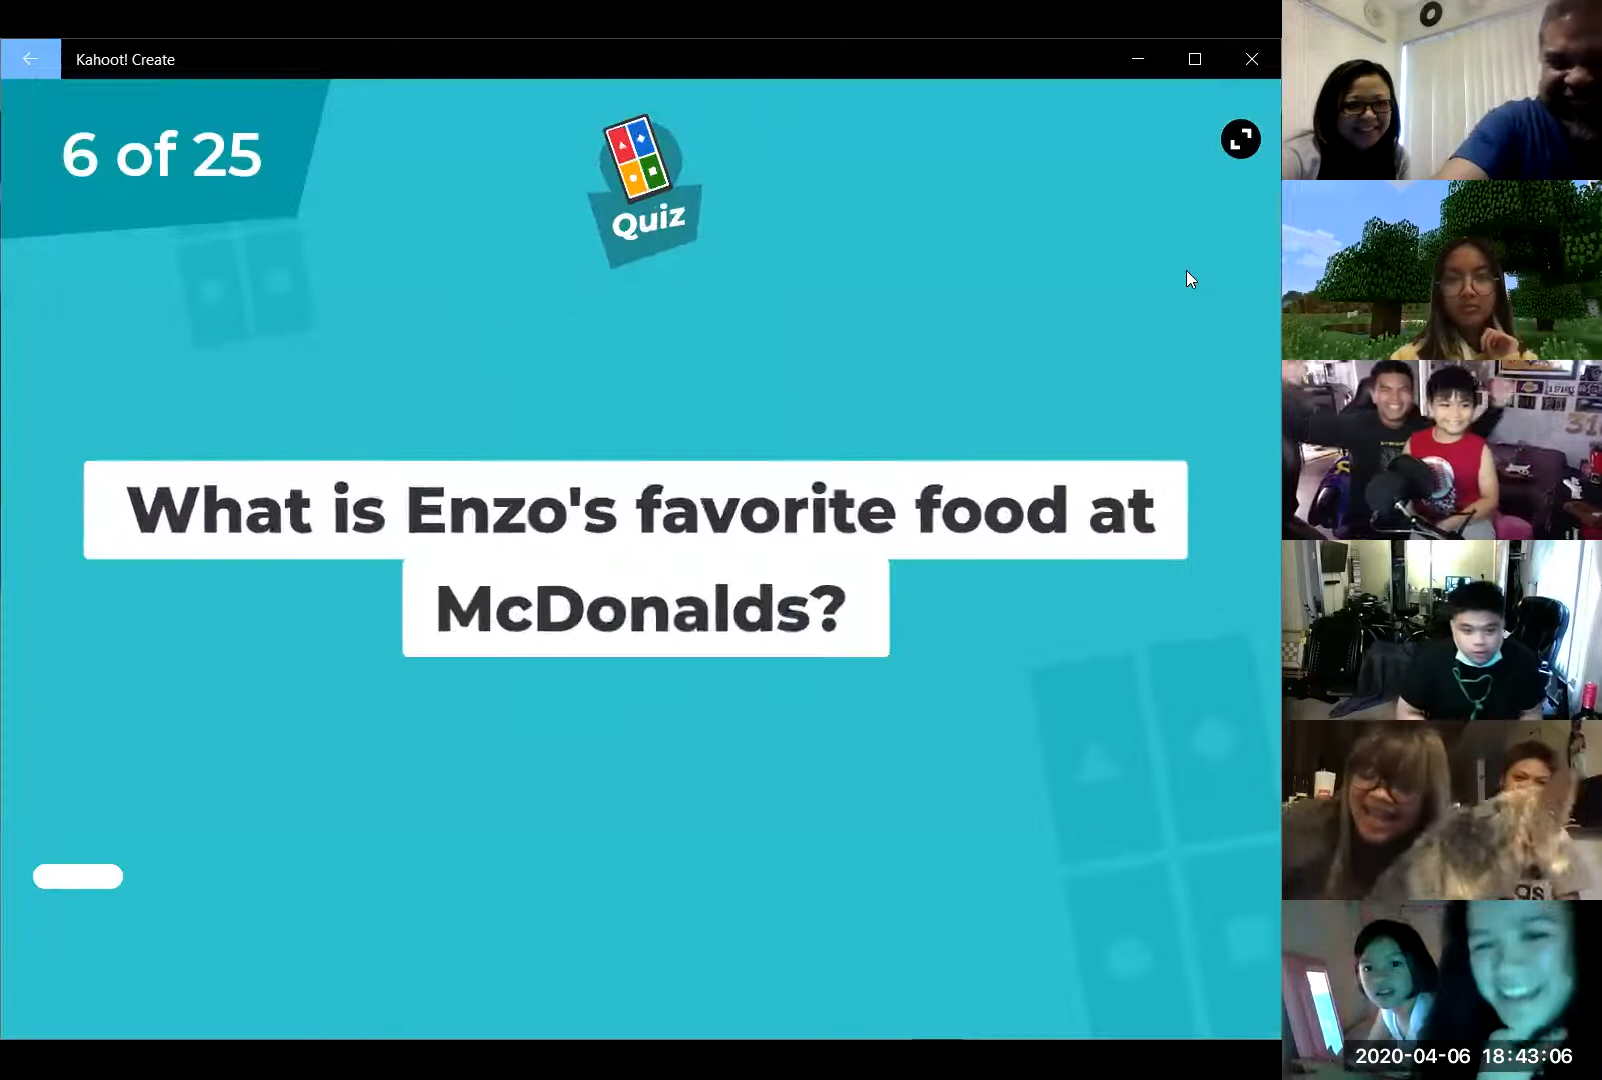 Kahoot! Create
6 of 25
Quiz
What is Enzo's favorite food at
McDonalds?
2020-04-06 18:43:06